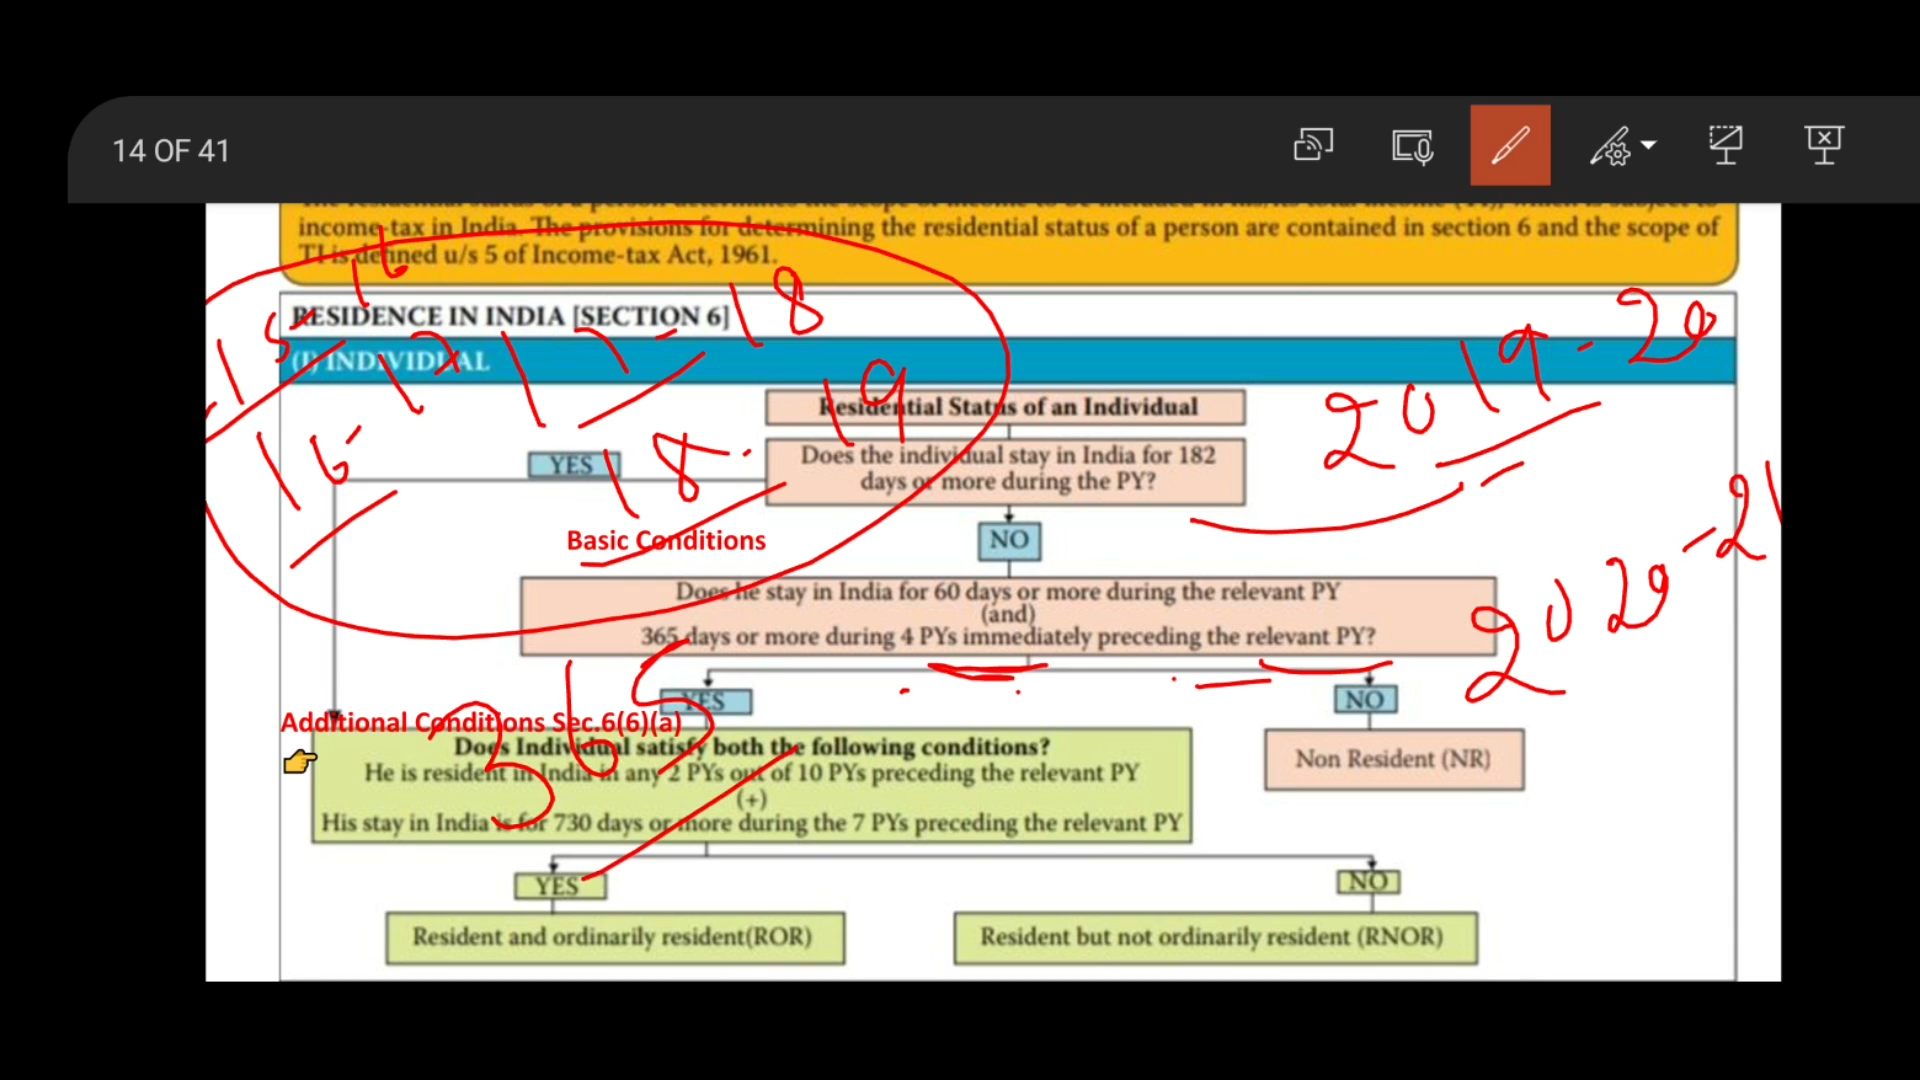 14 OF 41
income-tax in India. The provisions for determining the residential status of a person are contained in section 6 and the scope of
TI is defined u/s 5 of Income-tax Act, 1961.
RESIDENCE IN INDIA [SECTION 6]
(I) INDIVIDUAL
15-16
16-17
17-18
18-19
2019-20
2020-21
Residential Status of an Individual
Does the individual stay in India for 182
days or more during the PY?
YES
Basic Conditions
NO
Does he stay in India for 60 days or more during the relevant PY
(and)
365 days or more during 4 PYs immediately preceding the relevant PY?
YES
NO
365
Additional Conditions Sec.6(6)(a)
Does Individual satisfy both the following conditions?
He is resident in India in any 2 PYs out of 10 PYs preceding the relevant PY
(+)
His stay in India is for 730 days or more during the 7 PYs preceding the relevant PY
Non Resident (NR)
YES
NO
Resident and ordinarily resident(ROR)
Resident but not ordinarily resident (RNOR)